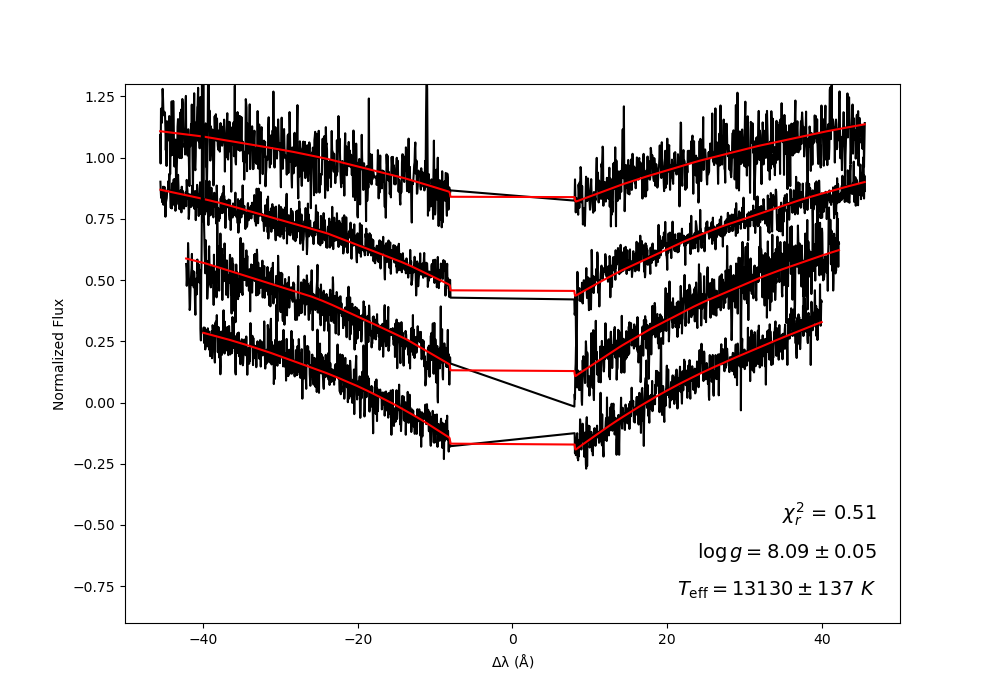 1.25
1.00
0.75
0.50
0.25
0.00
−0.25
−0.50
−0.75
Normalized Flux
χ²ᵣ = 0.51
log g = 8.09 ± 0.05
T_eff = 13130 ± 137 K
−40 −20 0 20 40
Δλ (Å)